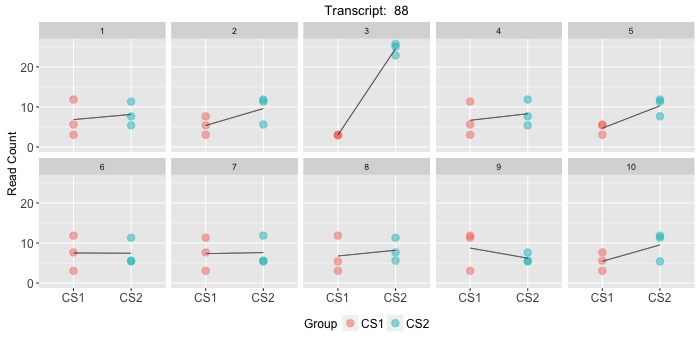 Transcript: 88
1 2 3 4 5
20
10
0
Read Count
6 7 8 9 10
20
10
0
CS1 CS2 CS1 CS2 CS1 CS2 CS1 CS2 CS1 CS2
Group CS1 CS2